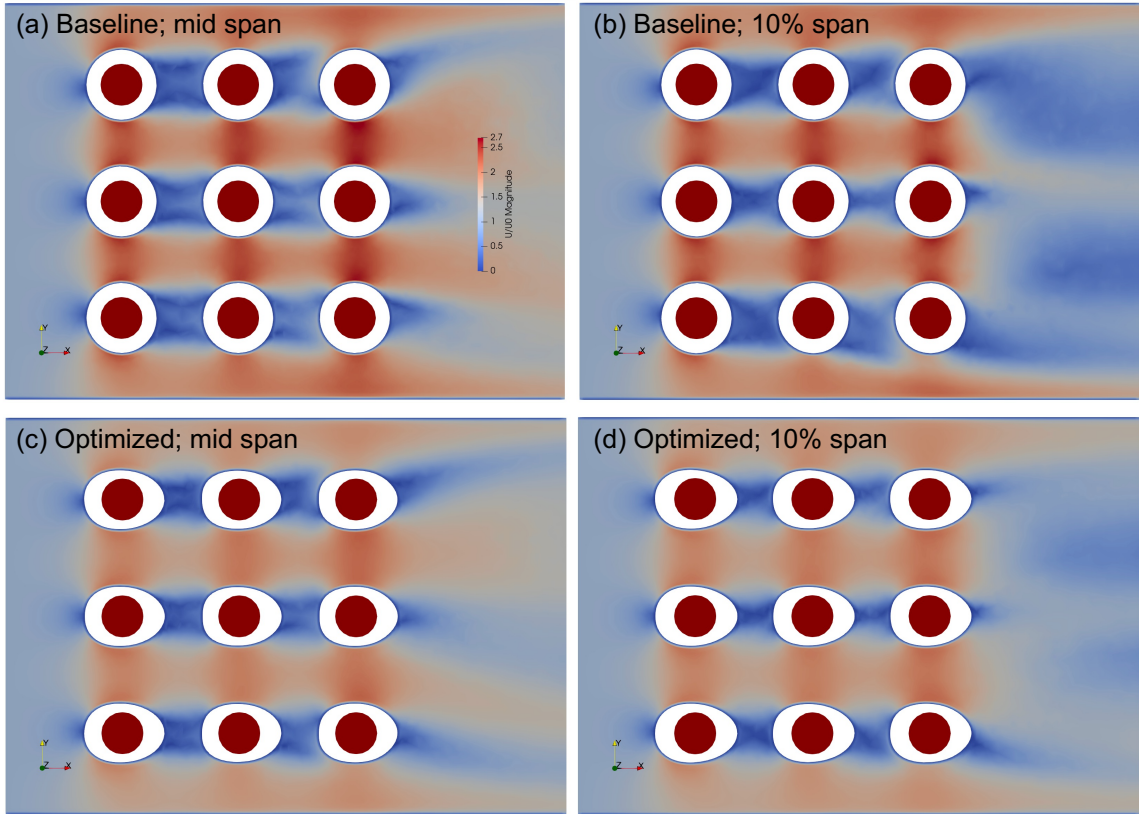 (a) Baseline; mid span
(b) Baseline; 10% span
2.7
2.5
2
1.5
1
0.5
0
U/U0 Magnitude
Y
Z
X
Y
Z
X
(c) Optimized; mid span
(d) Optimized; 10% span
Y
Z
X
Y
Z
X